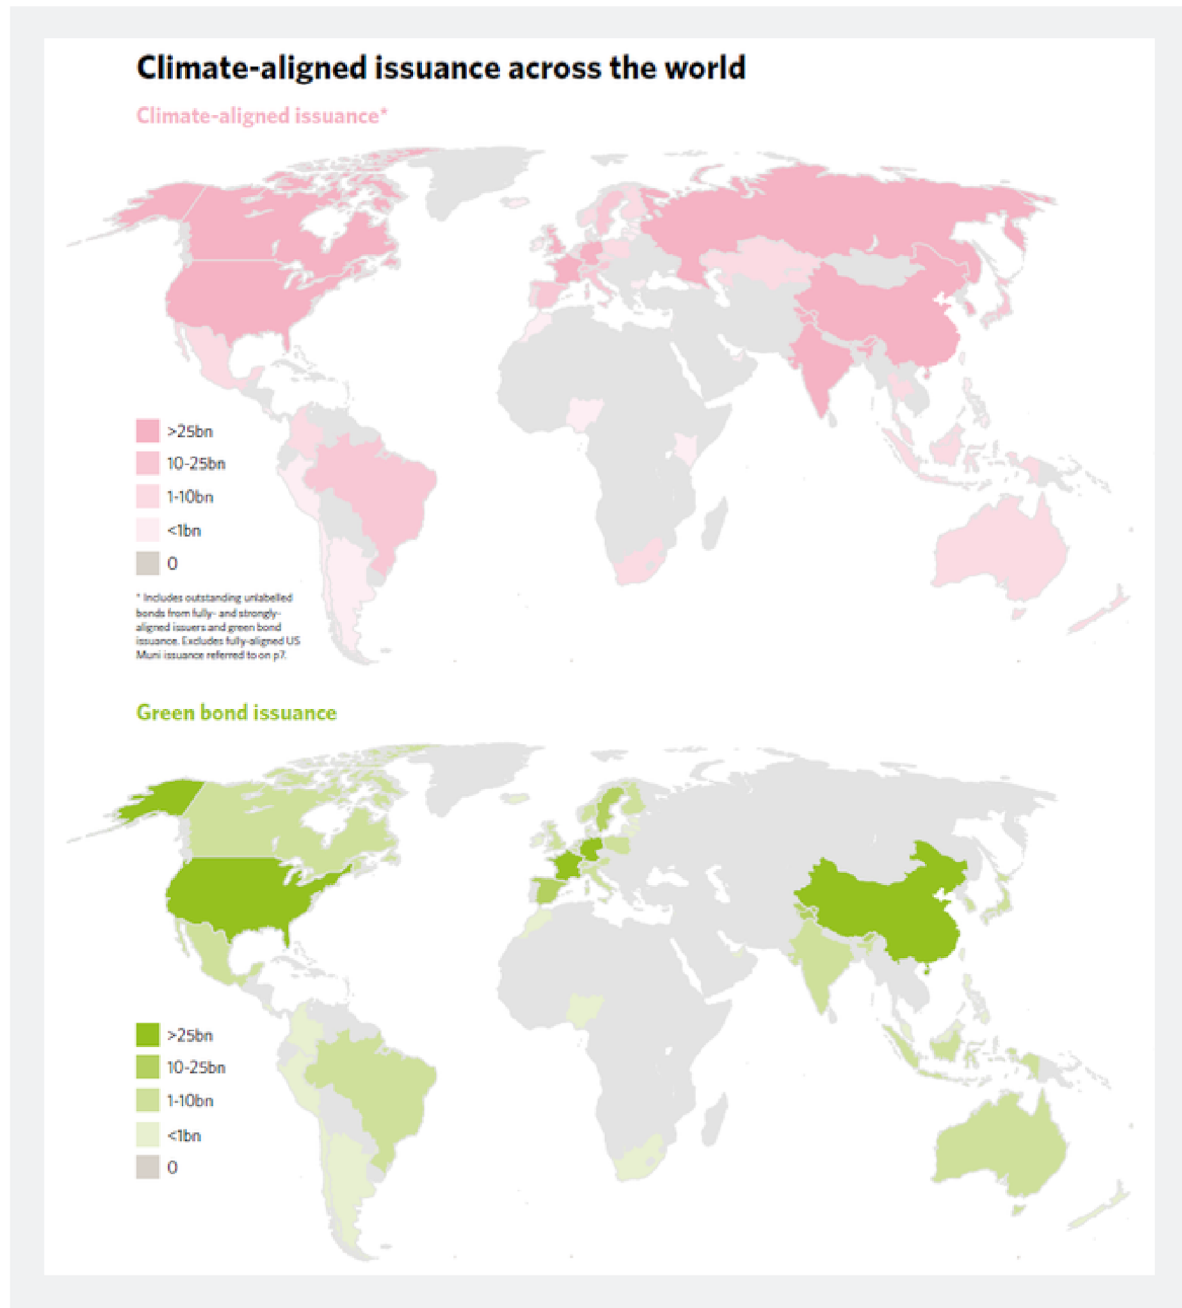 Climate-aligned issuance across the world
Climate-aligned issuance*
>25bn
10-25bn
1-10bn
<1bn
0
* Includes outstanding unlabelled
bonds from fully- and strongly-
aligned issuers and green bond
issuance. Excludes fully-aligned US
Muni issuance referred to on p7.
Green bond issuance
>25bn
10-25bn
1-10bn
<1bn
0